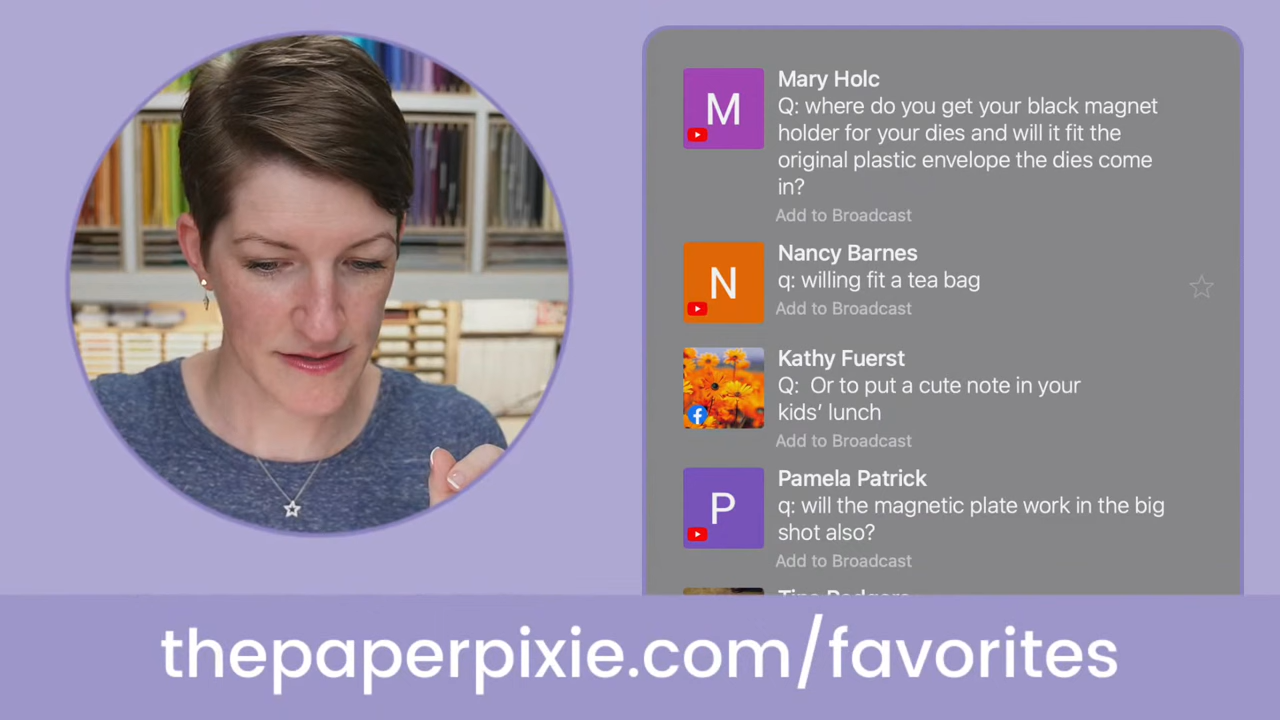 M
Mary Holc
Q: where do you get your black magnet
holder for your dies and will it fit the
original plastic envelope the dies come
in?
Add to Broadcast
N
Nancy Barnes
q: willing fit a tea bag
Add to Broadcast
Kathy Fuerst
Q: Or to put a cute note in your
kids' lunch
Add to Broadcast
P
Pamela Patrick
q: will the magnetic plate work in the big
shot also?
Add to Broadcast
thepaperpixie.com/favorites